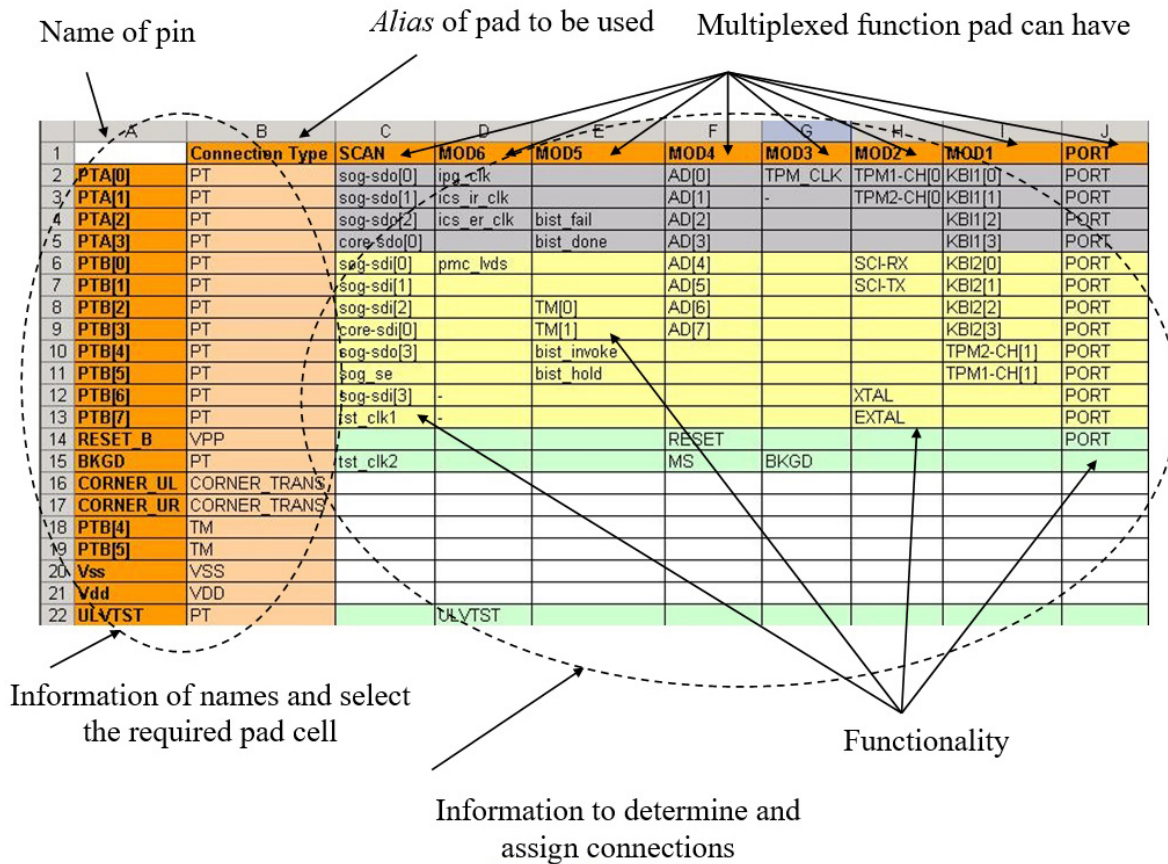 Name of pin
Alias of pad to be used
Multiplexed function pad can have
A B C D E F G H I J
1 Connection Type SCAN MOD6 MOD5 MOD4 MOD3 MOD2 MOD1 PORT
2 PTA[0] PT sog-sdo[0] ipg_clk AD[0] TPM_CLK TPM1-CH[0 KBI1[0] PORT
3 PTA[1] PT sog-sdo[1] ics_ir_clk AD[1] - TPM2-CH[0 KBI1[1] PORT
4 PTA[2] PT sog-sdo[2] ics_er_clk bist_fail AD[2] KBI1[2] PORT
5 PTA[3] PT core-sdo[0] bist_done AD[3] KBI1[3] PORT
6 PTB[0] PT sog-sdi[0] pmc_lvds AD[4] SCI-RX KBI2[0] PORT
7 PTB[1] PT sog-sdi[1] AD[5] SCI-TX KBI2[1] PORT
8 PTB[2] PT sog-sdi[2] TM[0] AD[6] KBI2[2] PORT
9 PTB[3] PT core-sdi[0] TM[1] AD[7] KBI2[3] PORT
10 PTB[4] PT sog-sdo[3] bist_invoke TPM2-CH[1] PORT
11 PTB[5] PT sog_se bist_hold TPM1-CH[1] PORT
12 PTB[6] PT sog-sdi[3] - XTAL PORT
13 PTB[7] PT tst_clk1 - EXTAL PORT
14 RESET_B VPP RESET PORT
15 BKGD PT tst_clk2 MS BKGD
16 CORNER_UL CORNER_TRANS
17 CORNER_UR CORNER_TRANS
18 PTB[4] TM
19 PTB[5] TM
20 Vss VSS
21 Vdd VDD
22 ULVTST PT ULVTST
Information of names and select
the required pad cell
Functionality
Information to determine and
assign connections